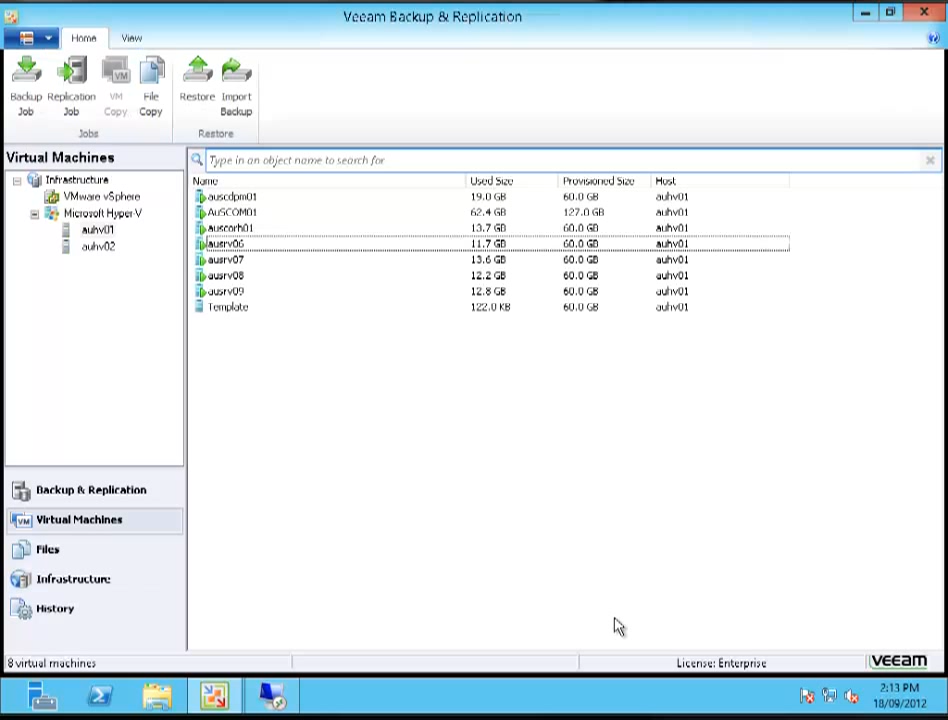 Veeam Backup & Replication
Home View
Backup Job
Replication Job
VM Copy
File Copy
Restore
Import Backup
Jobs
Restore
Virtual Machines
Infrastructure
VMware vSphere
Microsoft Hyper-V
auhv01
auhv02
Backup & Replication
Virtual Machines
Files
Infrastructure
History
Type in an object name to search for
Name Used Size Provisioned Size Host
auscdpm01 19.0 GB 60.0 GB auhv01
AuSCOM01 62.4 GB 127.0 GB auhv01
auscorh01 13.7 GB 60.0 GB auhv01
ausrv06 11.7 GB 60.0 GB auhv01
ausrv07 13.6 GB 60.0 GB auhv01
ausrv08 12.2 GB 60.0 GB auhv01
ausrv09 12.8 GB 60.0 GB auhv01
Template 122.0 KB 60.0 GB auhv01
8 virtual machines
License: Enterprise
veeam
2:13 PM
18/09/2012